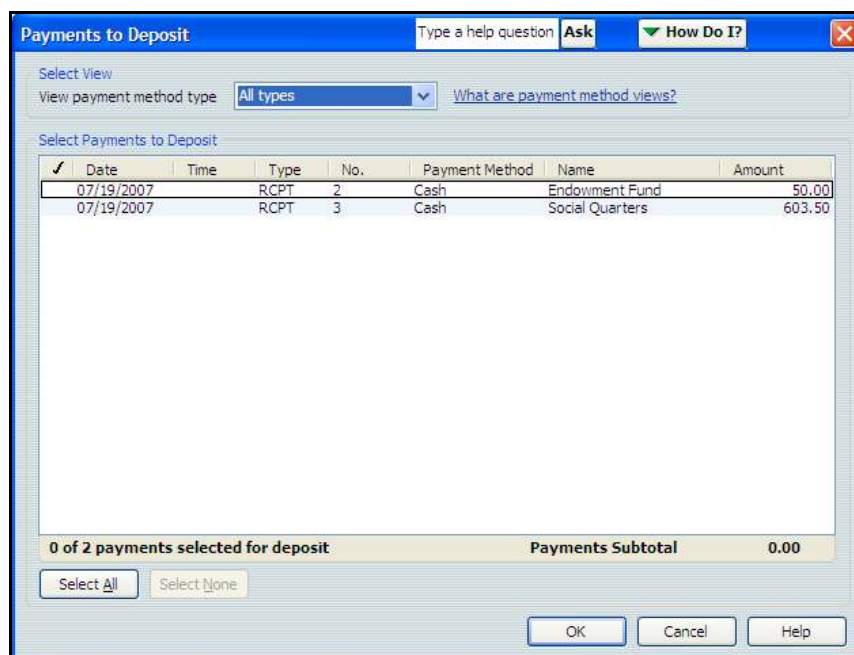 Payments to Deposit Type a help question Ask How Do I?
Select View
View payment method type All types What are payment method views?
Select Payments to Deposit
✓ Date Time Type No. Payment Method Name Amount
07/19/2007 RCPT 2 Cash Endowment Fund 50.00
07/19/2007 RCPT 3 Cash Social Quarters 603.50
0 of 2 payments selected for deposit Payments Subtotal 0.00
Select All Select None
OK Cancel Help